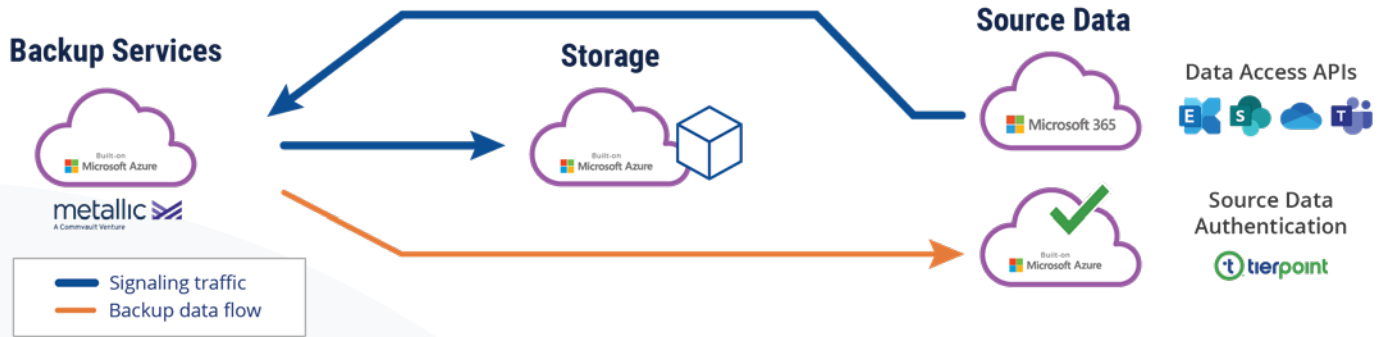 Backup Services
Built-on
Microsoft Azure
metallic
A Commvault Venture
Storage
Built-on
Microsoft Azure
Source Data
Microsoft 365
Data Access APIs
E
S
T
Built-on
Microsoft Azure
Source Data
Authentication
t tierpoint
Signaling traffic
Backup data flow